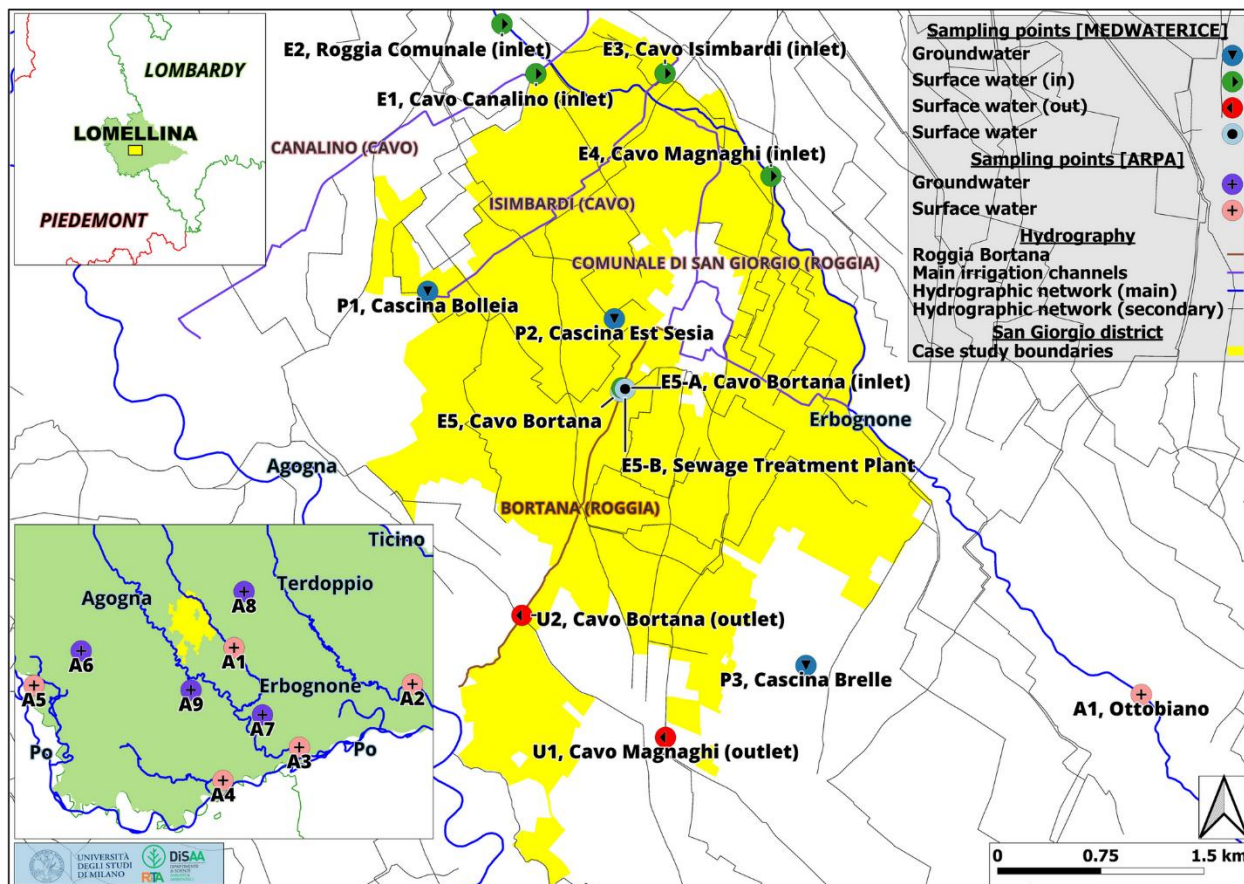 LOMBARDY
LOMELLINA
PIEDEMONT
E2, Roggia Comunale (inlet)
E3, Cavo Isimbardi (inlet)
E1, Cavo Canalino (inlet)
CANALINO (CAVO)
E4, Cavo Magnaghi (inlet)
ISIMBARDI (CAVO)
COMUNALE DI SAN GIORGIO (ROGGIA)
P1, Cascina Bolleia
P2, Cascina Est Sesia
E5-A, Cavo Bortana (inlet)
E5, Cavo Bortana
Erbognone
E5-B, Sewage Treatment Plant
Agogna
BORTANA (ROGGIA)
U2, Cavo Bortana (outlet)
P3, Cascina Brelle
A1, Ottobiano
U1, Cavo Magnaghi (outlet)
Sampling points [MEDWATERICE]
Groundwater
Surface water (in)
Surface water (out)
Surface water
Sampling points [ARPA]
Groundwater
Surface water
Hydrography
Roggia Bortana
Main irrigation channels
Hydrographic network (main)
Hydrographic network (secondary)
San Giorgio district
Case study boundaries
Ticino
Terdoppio
Agogna
A8
A6
A1
A5
Erbognone
A9
A2
A7
Po
Po
A3
A4
UNIVERSITÀ
DEGLI STUDI
DI MILANO
DiSAA
RTA
0 0.75 1.5 km